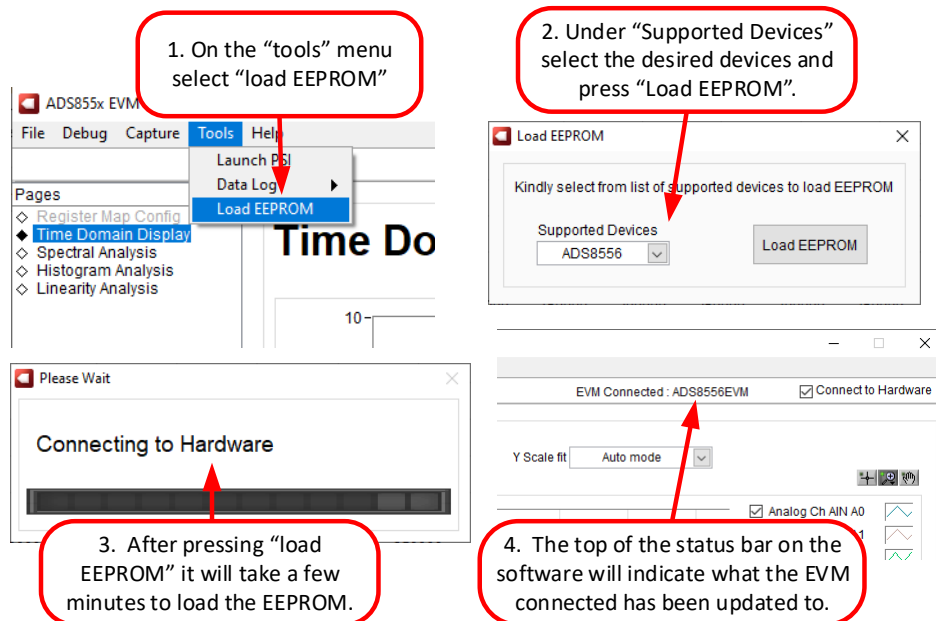 1. On the “tools” menu
select “load EEPROM”
ADS855x EVM
File Debug Capture Tools Help
Launch PSI
Data Log
Load EEPROM
Pages
Register Map Config
Time Domain Display
Spectral Analysis
Histogram Analysis
Linearity Analysis
Time Do
10
2. Under “Supported Devices”
select the desired devices and
press “Load EEPROM”.
Load EEPROM
Kindly select from list of supported devices to load EEPROM
Supported Devices
ADS8556
Load EEPROM
Please Wait
Connecting to Hardware
3. After pressing “load
EEPROM” it will take a few
minutes to load the EEPROM.
EVM Connected : ADS8556EVM
Connect to Hardware
Y Scale fit
Auto mode
Analog Ch AIN A0
1
4. The top of the status bar on the
software will indicate what the EVM
connected has been updated to.